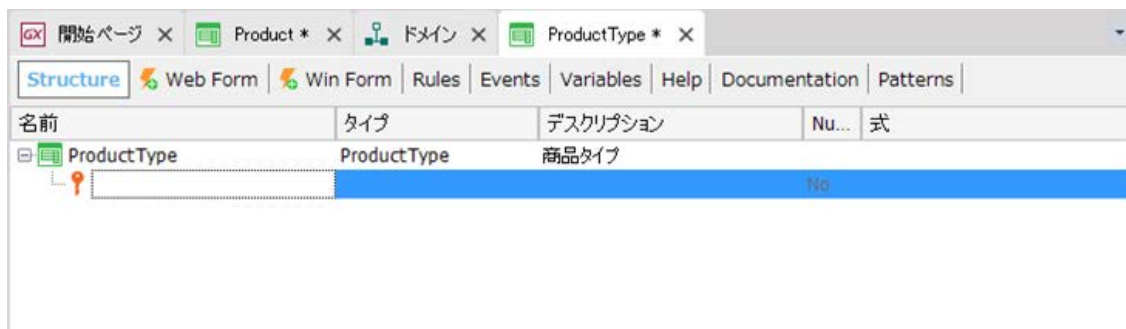 GX 開始ページ × Product * × ドメイン × ProductType * ×
Structure Web Form Win Form Rules Events Variables Help Documentation Patterns
名前 タイプ デスクリプション Nu... 式
ProductType ProductType 商品タイプ
No